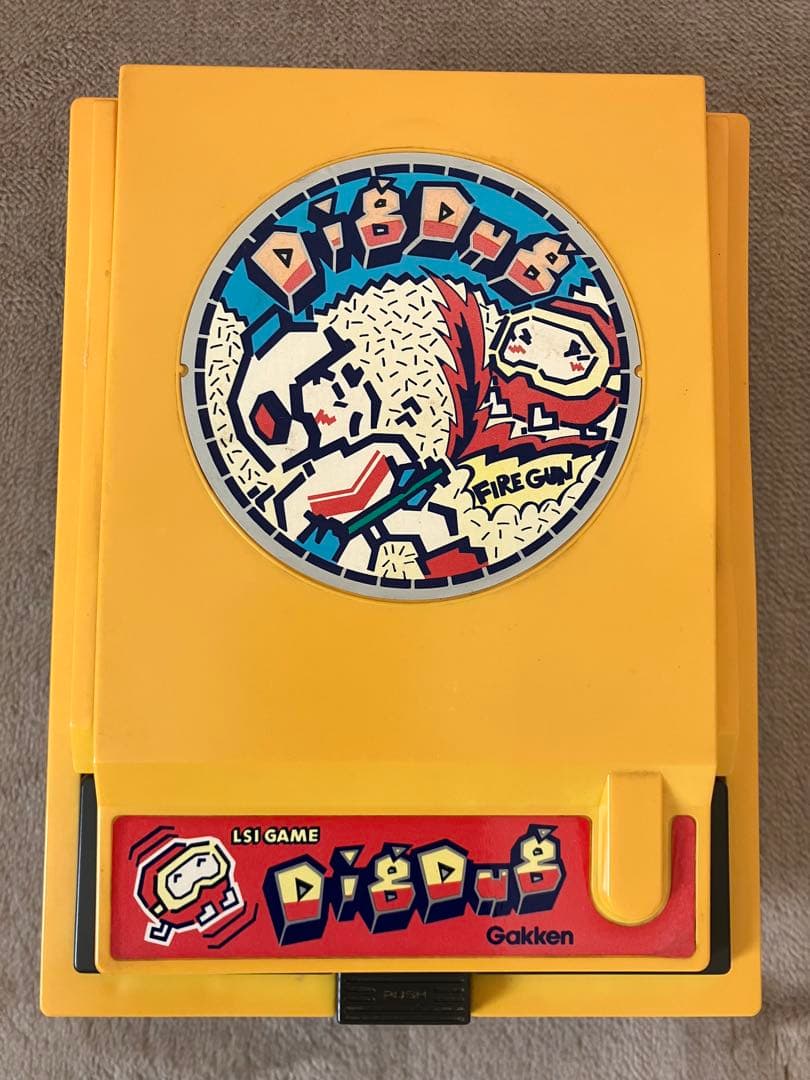 DigDug
FIRE GUN
LSI GAME
DigDug
Gakken
PUSH